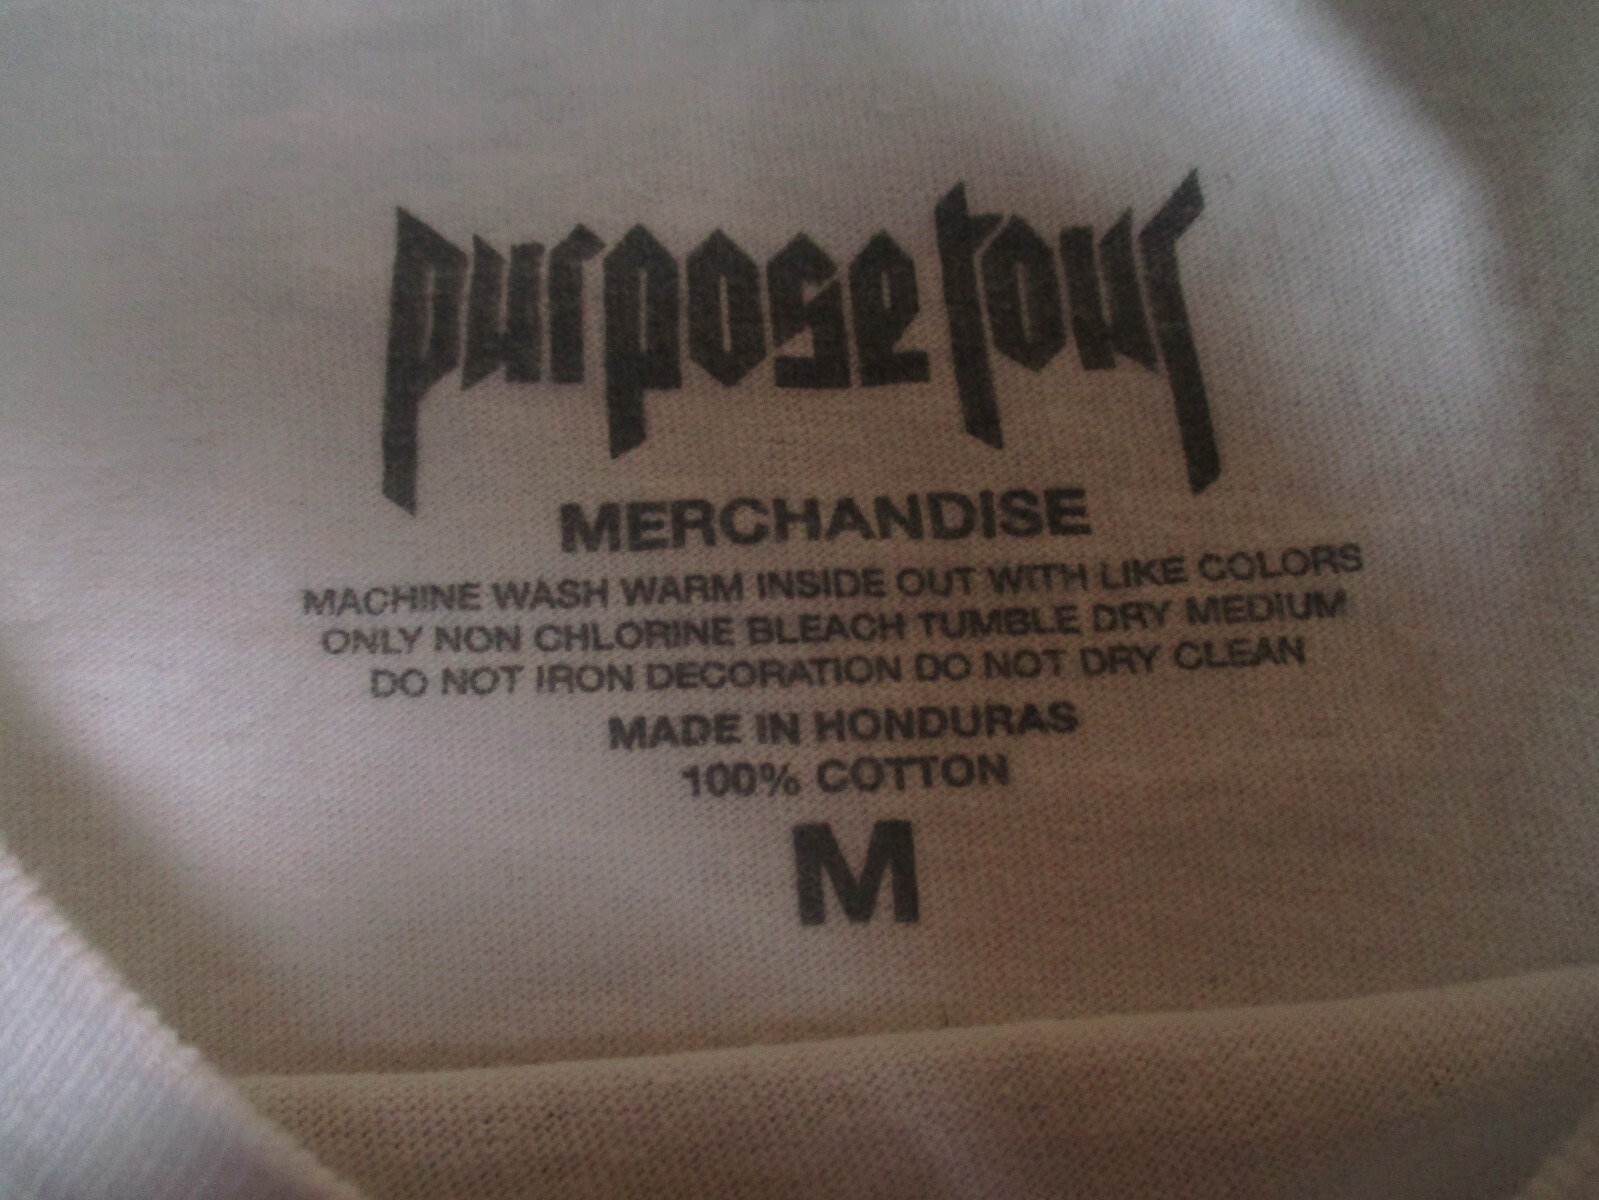 purpose tour
MERCHANDISE
MACHINE WASH WARM INSIDE OUT WITH LIKE COLORS
ONLY NON CHLORINE BLEACH TUMBLE DRY MEDIUM
DO NOT IRON DECORATION DO NOT DRY CLEAN
MADE IN HONDURAS
100% COTTON
M